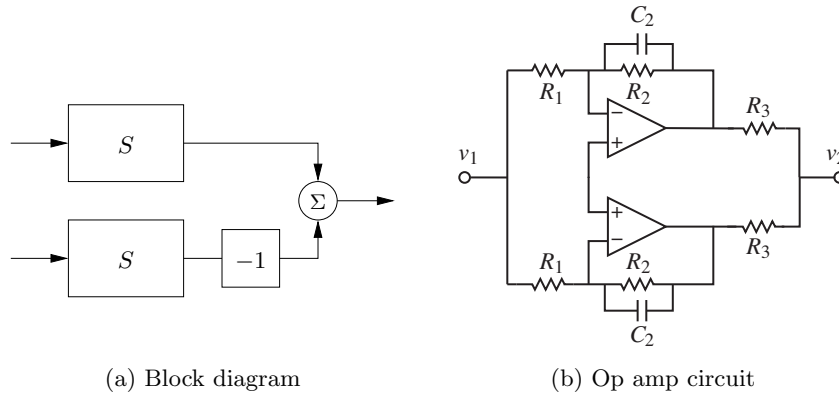 S
S
−1
Σ
(a) Block diagram
C2
R1
R2
−
+
R3
v1
v2
+
−
R1
R2
R3
C2
(b) Op amp circuit